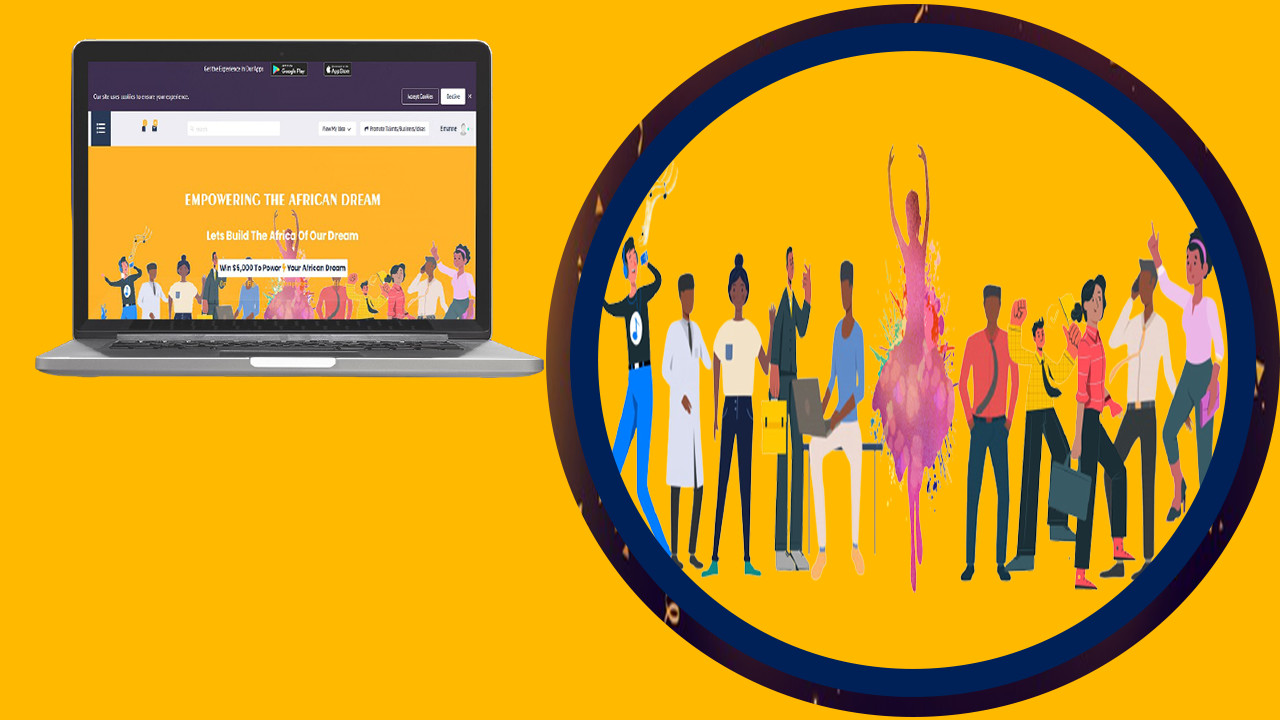 Get the Experience in Our Apps
Google Play
App Store
Our site uses cookies to ensure your experience.
Accept Cookies
Decline
View My Idea
Promote Talents/Business/Ideas
EMPOWERING THE AFRICAN DREAM
Lets Build The Africa Of Our Dream
Win $6,000 To Power Your African Dream